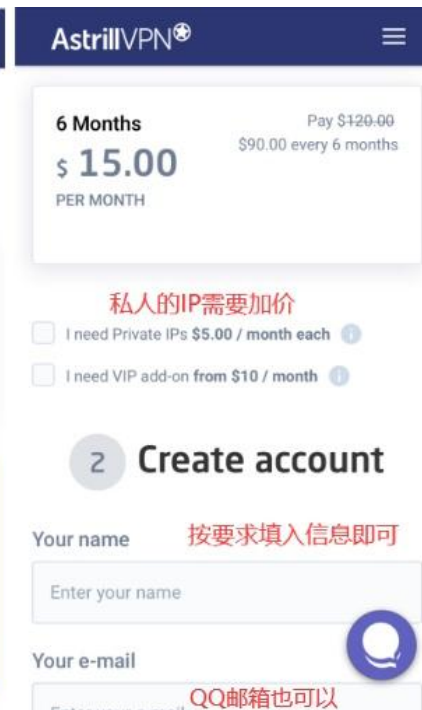 AstrillVPN
6 Months
Pay $120.00
$ 15.00
$90.00 every 6 months
PER MONTH
私人的IP需要加价
I need Private IPs $5.00 / month each
I need VIP add-on from $10 / month
2 Create account
Your name
按要求填入信息即可
Enter your name
Your e-mail
QQ邮箱也可以